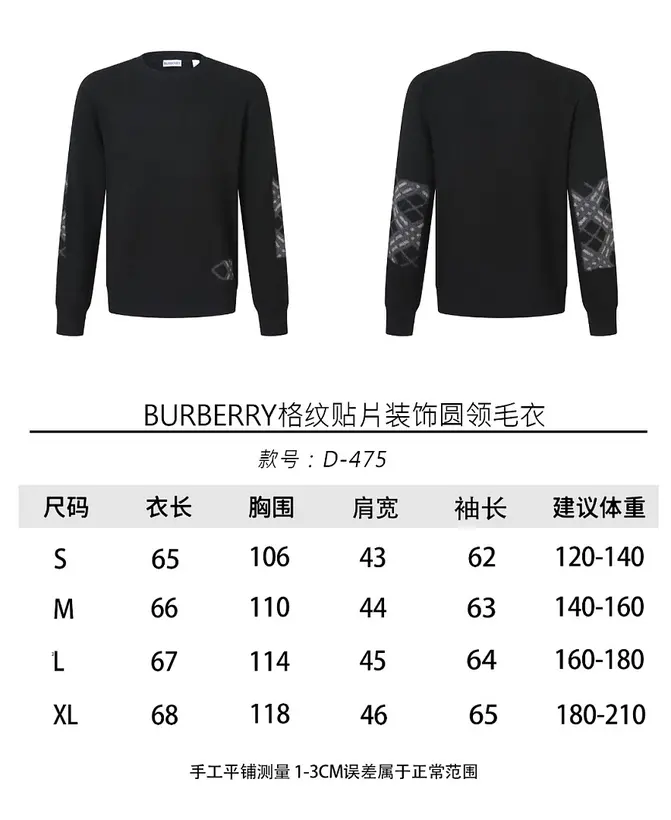 BURBERRY
BURBERRY格纹贴片装饰圆领毛衣
款号：D-475
尺码 衣长 胸围 肩宽 袖长 建议体重
S 65 106 43 62 120-140
M 66 110 44 63 140-160
L 67 114 45 64 160-180
XL 68 118 46 65 180-210
手工平铺测量 1-3CM误差属于正常范围